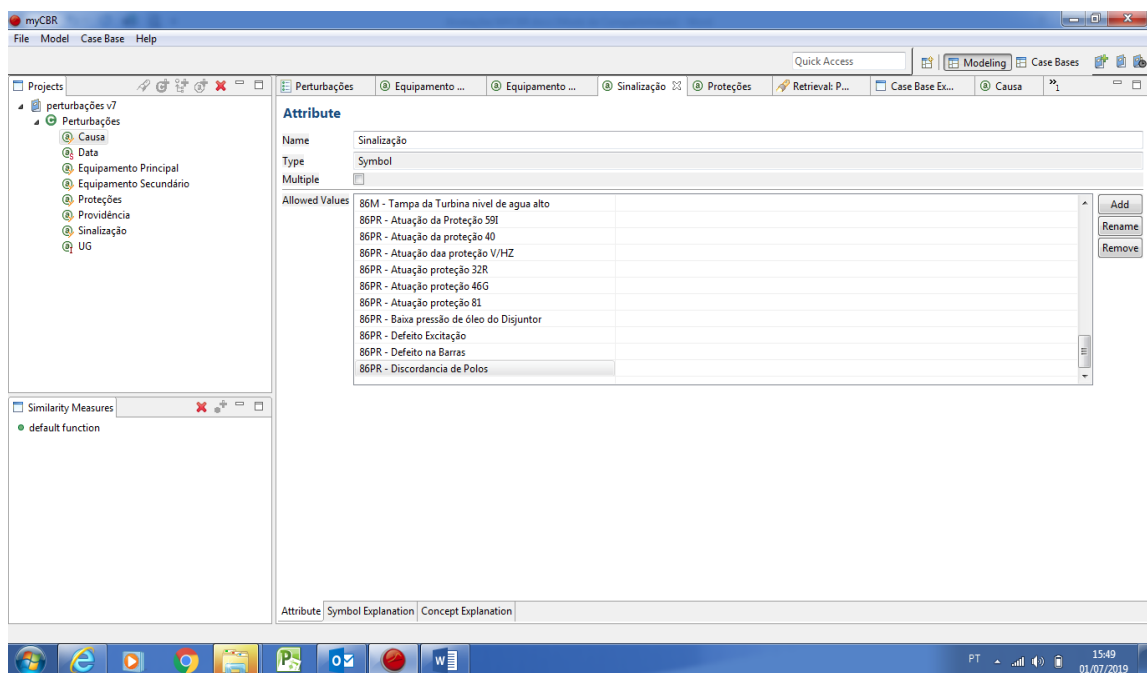 myCBR
File Model Case Base Help
Quick Access
Modeling
Case Bases
Projects
perturbações v7
Perturbações
Causa
Data
Equipamento Principal
Equipamento Secundário
Proteções
Providência
Sinalização
UG
Similarity Measures
default function
Perturbações Equipamento ... Equipamento ... Sinalização Proteções Retrieval: P... Case Base Ex... Causa »1
Attribute
Name Sinalização
Type Symbol
Multiple
Allowed Values
86M - Tampa da Turbina nivel de agua alto
86PR - Atuação da Proteção 59I
86PR - Atuação da proteção 40
86PR - Atuação daa proteção V/HZ
86PR - Atuação proteção 32R
86PR - Atuação proteção 46G
86PR - Atuação proteção 81
86PR - Baixa pressão de óleo do Disjuntor
86PR - Defeito Excitação
86PR - Defeito na Barras
86PR - Discordancia de Polos
Add
Rename
Remove
Attribute Symbol Explanation Concept Explanation
PT
15:49
01/07/2019